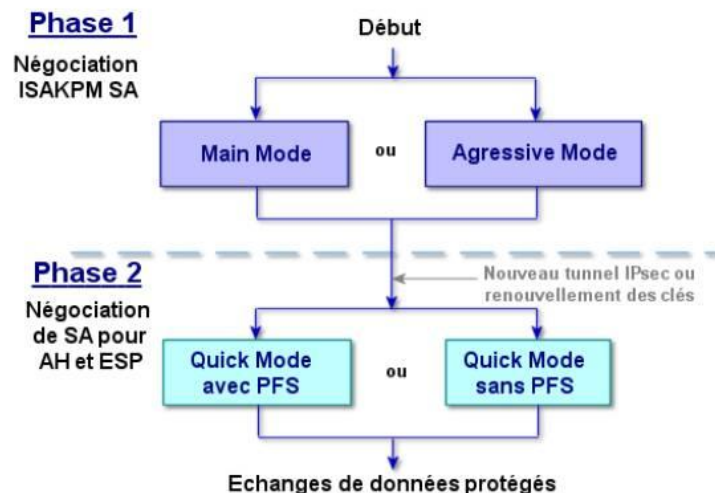 Phase 1
Début
Négociation
ISAKPM SA
Main Mode
ou
Agressive Mode
Phase 2
Nouveau tunnel IPsec ou
renouvellement des clés
Négociation
de SA pour
AH et ESP
Quick Mode
avec PFS
ou
Quick Mode
sans PFS
Echanges de données protégés